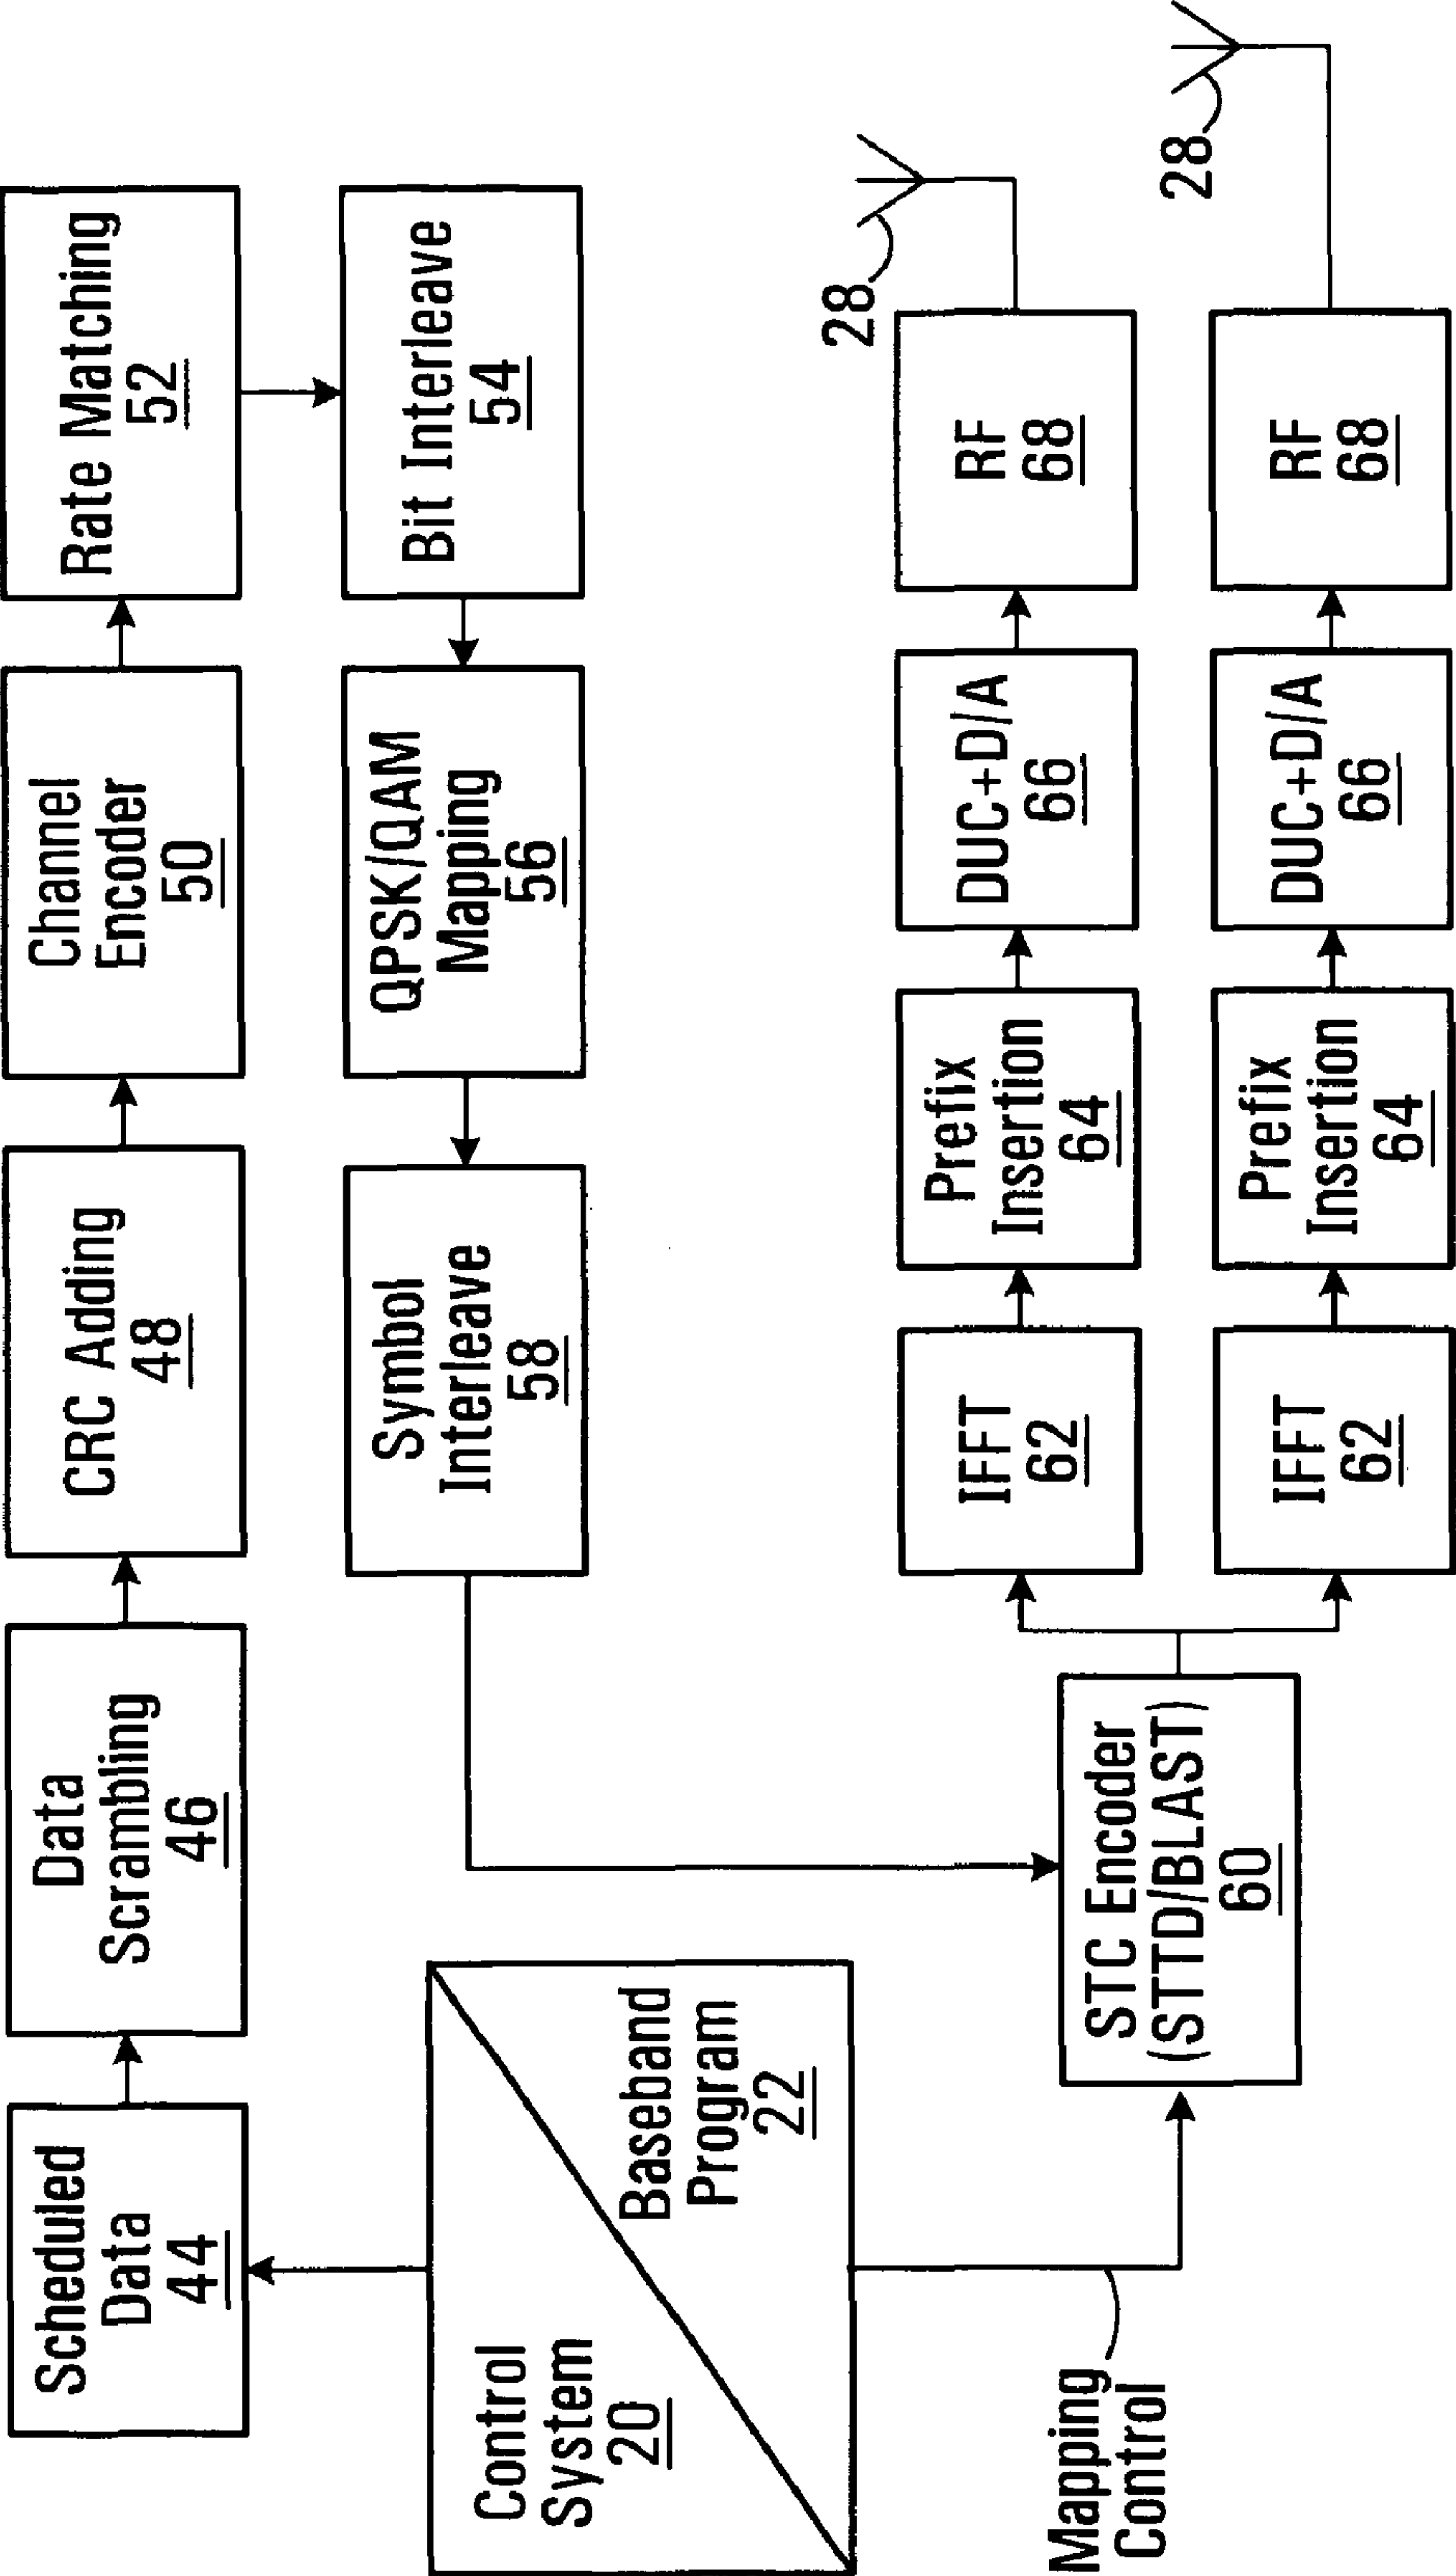 Scheduled
Data
44
Data
Scrambling
46
CRC Adding
48
Channel
Encoder
50
Rate Matching
52
Control
System
20
Baseband
Program
22
Symbol
Interleave
58
QPSK/QAM
Mapping
56
Bit Interleave
54
Mapping
Control
STC Encoder
(STTD/BLAST)
60
IFFT
62
Prefix
Insertion
64
DUC+D/A
66
RF
68
28
IFFT
62
Prefix
Insertion
64
DUC+D/A
66
RF
68
28